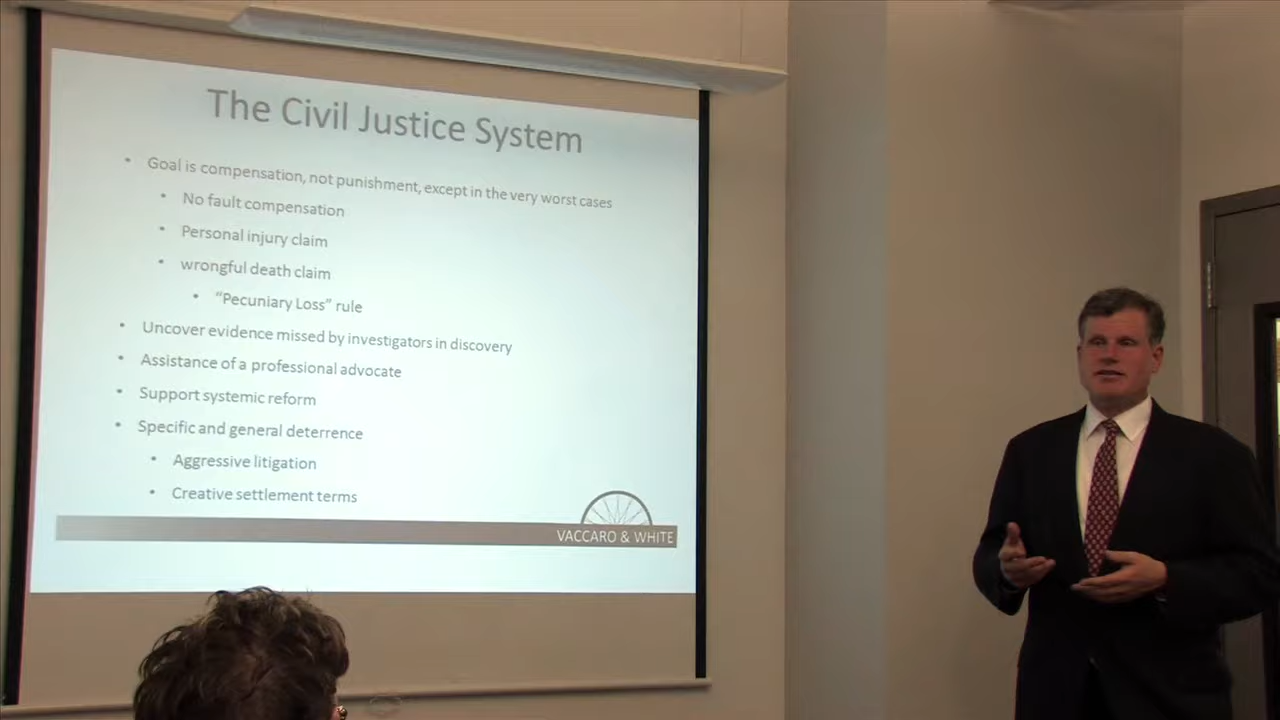 The Civil Justice System
• Goal is compensation, not punishment, except in the very worst cases
• No fault compensation
• Personal injury claim
• wrongful death claim
• “Pecuniary Loss” rule
• Uncover evidence missed by investigators in discovery
• Assistance of a professional advocate
• Support systemic reform
• Specific and general deterrence
• Aggressive litigation
• Creative settlement terms
VACCARO & WHITE